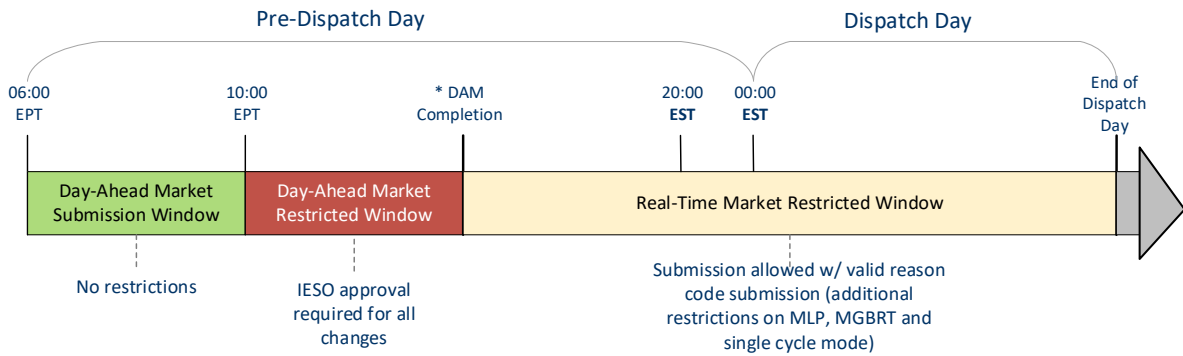 Pre-Dispatch Day
Dispatch Day
06:00
EPT
10:00
EPT
* DAM
Completion
20:00
EST
00:00
EST
End of
Dispatch
Day
Day-Ahead Market
Submission Window
Day-Ahead Market
Restricted Window
Real-Time Market Restricted Window
No restrictions
IESO approval
required for all
changes
Submission allowed w/ valid reason
code submission (additional
restrictions on MLP, MGBRT and
single cycle mode)